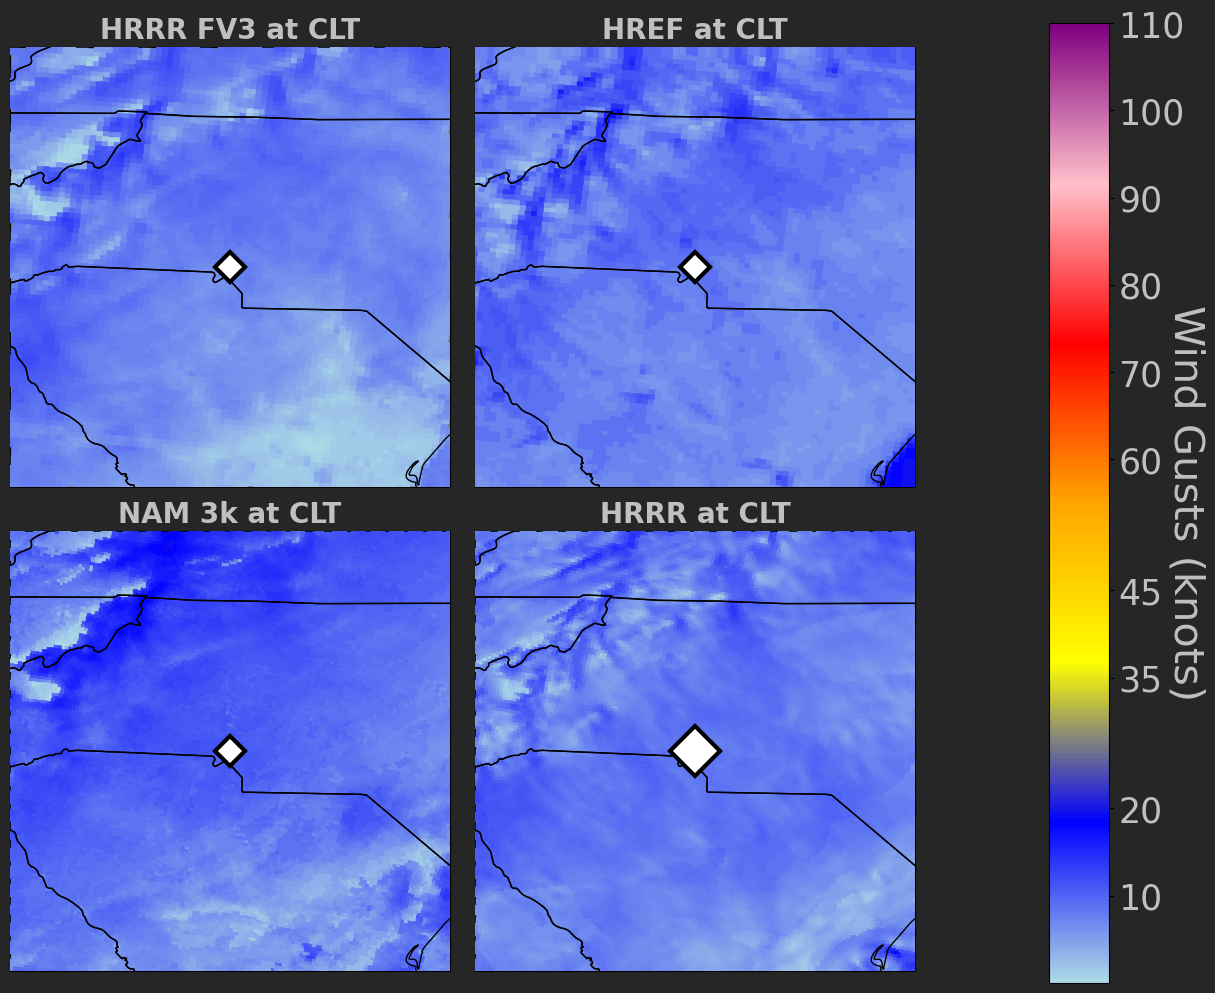 HRRR FV3 at CLT
HREF at CLT
NAM 3k at CLT
HRRR at CLT
110
100
90
80
70
60
45
35
20
10
Wind Gusts (knots)